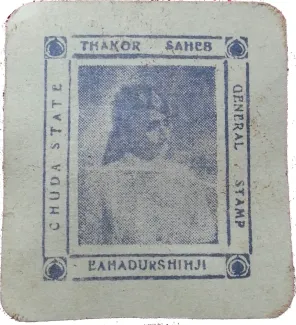 THAKOR SAHEB
CHUDA STATE
GENERAL. STAMP
BAHADURSHIHJI